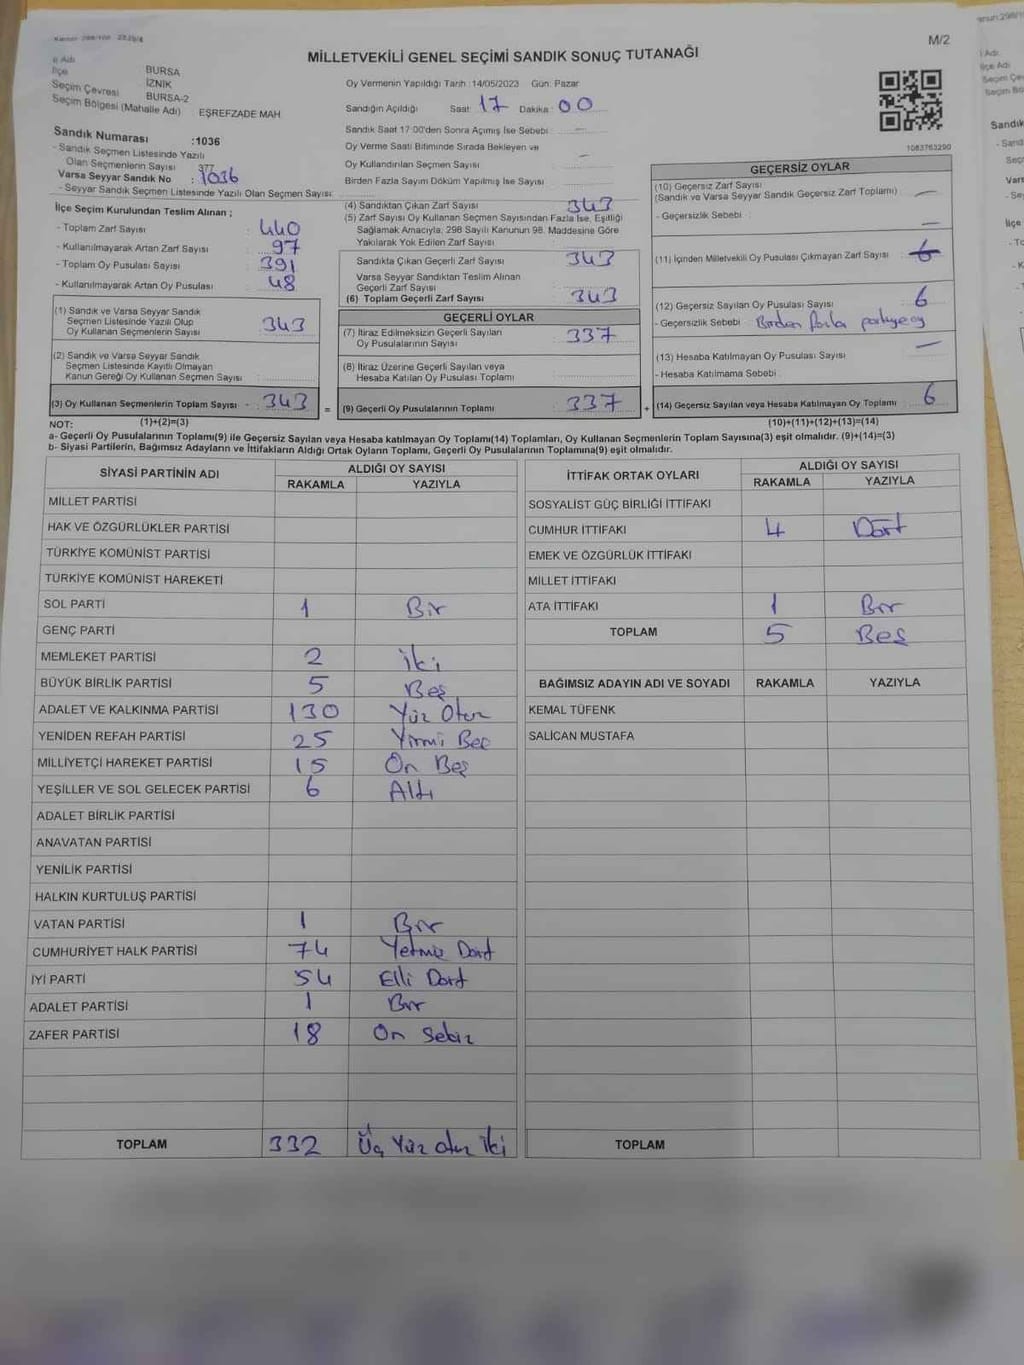 M/2
MİLLETVEKİLİ GENEL SEÇİMİ SANDIK SONUÇ TUTANAĞI
İlçe
Seçim Çevresi
Seçim Bölgesi (Mahalle Adı)
BURSA
İZNİK
BURSA-2
EŞREFZADE MAH
Oy Vermenin Yapıldığı Tarih :14/05/2023 Gün: Pazar
Sandığın Açıldığı Saat: 17 Dakika: 00
Sandık Saat 17:00'den Sonra Açımış İse Sebebi
Oy Verme Saati Bitiminde Sırada Bekleyen ve
Oy Kullandırılan Seçmen Sayısı
Birden Fazla Sayım Döküm Yapılmış İse Sayısı
1083763290
Sandık Numarası :1036
- Sandık Seçmen Listesinde Yazılı
Olan Seçmenlerin Sayısı 377
Varsa Seyyar Sandık No : 1036
- Seyyar Sandık Seçmen Listesinde Yazılı Olan Seçmen Sayısı:
İlçe Seçim Kurulundan Teslim Alınan ;
- Toplam Zarf Sayısı : 440
- Kullanılmayarak Artan Zarf Sayısı : 97
- Toplam Oy Pusulası Sayısı : 391
- Kullanılmayarak Artan Oy Pusulası : 48
(1) Sandık ve Varsa Seyyar Sandık
Seçmen Listesinde Yazılı Olup
Oy Kullanan Seçmenlerin Sayısı : 343
(2) Sandık ve Varsa Seyyar Sandık
Seçmen Listesinde Kayıtlı Olmayan
Kanun Gereği Oy Kullanan Seçmen Sayısı
(3) Oy Kullanan Seçmenlerin Toplam Sayısı - 343 =
(1)+(2)=(3)
(4) Sandıktan Çıkan Zarf Sayısı 343
(5) Zarf Sayısı Oy Kullanan Seçmen Sayısından Fazla İse, Eşitliği
Sağlamak Amacıyla, 298 Sayılı Kanunun 98. Maddesine Göre
Yakılarak Yok Edilen Zarf Sayısı
Sandıkta Çıkan Geçerli Zarf Sayısı : 343
Varsa Seyyar Sandıktan Teslim Alınan
Geçerli Zarf Sayısı
(6) Toplam Geçerli Zarf Sayısı : 343
GEÇERLİ OYLAR
(7) İtiraz Edilmeksizin Geçerli Sayılan
Oy Pusulalarının Sayısı : 337
(8) İtiraz Üzerine Geçerli Sayılan veya
Hesaba Katılan Oy Pusulası Toplamı
(9) Geçerli Oy Pusulalarının Toplamı : 337 +
GEÇERSİZ OYLAR
(10) Geçersiz Zarf Sayısı
(Sandık ve Varsa Seyyar Sandık Geçersiz Zarf Toplamı)
- Geçersizlik Sebebi :
(11) İçinden Milletvekili Oy Pusulası Çıkmayan Zarf Sayısı : 6
(12) Geçersiz Sayılan Oy Pusulası Sayısı : 6
- Geçersizlik Sebebi : Birden fazla partiye oy
(13) Hesaba Katılmayan Oy Pusulası Sayısı :
- Hesaba Katılmama Sebebi
(14) Geçersiz Sayılan veya Hesaba Katılmayan Oy Toplamı 6
(10)+(11)+(12)+(13)=(14)
NOT:
a- Geçerli Oy Pusulalarının Toplamı(9) ile Geçersiz Sayılan veya Hesaba katılmayan Oy Toplamı(14) Toplamları, Oy Kullanan Seçmenlerin Toplam Sayısına(3) eşit olmalıdır. (9)+(14)=(3)
b- Siyasi Partilerin, Bağımsız Adayların ve İttifakların Aldığı Ortak Oyların Toplamı, Geçerli Oy Pusulalarının Toplamına(9) eşit olmalıdır.
SİYASİ PARTİNİN ADI ALDIĞI OY SAYISI
RAKAMLA YAZIYLA
MİLLET PARTİSİ
HAK VE ÖZGÜRLÜKLER PARTİSİ
TÜRKİYE KOMÜNİST PARTİSİ
TÜRKİYE KOMÜNİST HAREKETİ
SOL PARTİ 1 Bir
GENÇ PARTİ
MEMLEKET PARTİSİ 2 İki
BÜYÜK BİRLİK PARTİSİ 5 Beş
ADALET VE KALKINMA PARTİSİ 130 Yüz Otuz
YENİDEN REFAH PARTİSİ 25 Yirmi Beş
MİLLİYETÇİ HAREKET PARTİSİ 15 On Beş
YEŞİLLER VE SOL GELECEK PARTİSİ 6 Altı
ADALET BİRLİK PARTİSİ
ANAVATAN PARTİSİ
YENİLİK PARTİSİ
HALKIN KURTULUŞ PARTİSİ
VATAN PARTİSİ 1 Bir
CUMHURİYET HALK PARTİSİ 74 Yetmiş Dört
İYİ PARTİ 54 Elli Dört
ADALET PARTİSİ 1 Bir
ZAFER PARTİSİ 18 On Sekiz
TOPLAM 332 Üç Yüz otuz iki
İTTİFAK ORTAK OYLARI ALDIĞI OY SAYISI
RAKAMLA YAZIYLA
SOSYALİST GÜÇ BİRLİĞİ İTTİFAKI
CUMHUR İTTİFAKI 4 Dört
EMEK VE ÖZGÜRLÜK İTTİFAKI
MİLLET İTTİFAKI
ATA İTTİFAKI 1 Bir
TOPLAM 5 Beş
BAĞIMSIZ ADAYIN ADI VE SOYADI RAKAMLA YAZIYLA
KEMAL TÜFENK
SALİCAN MUSTAFA
TOPLAM